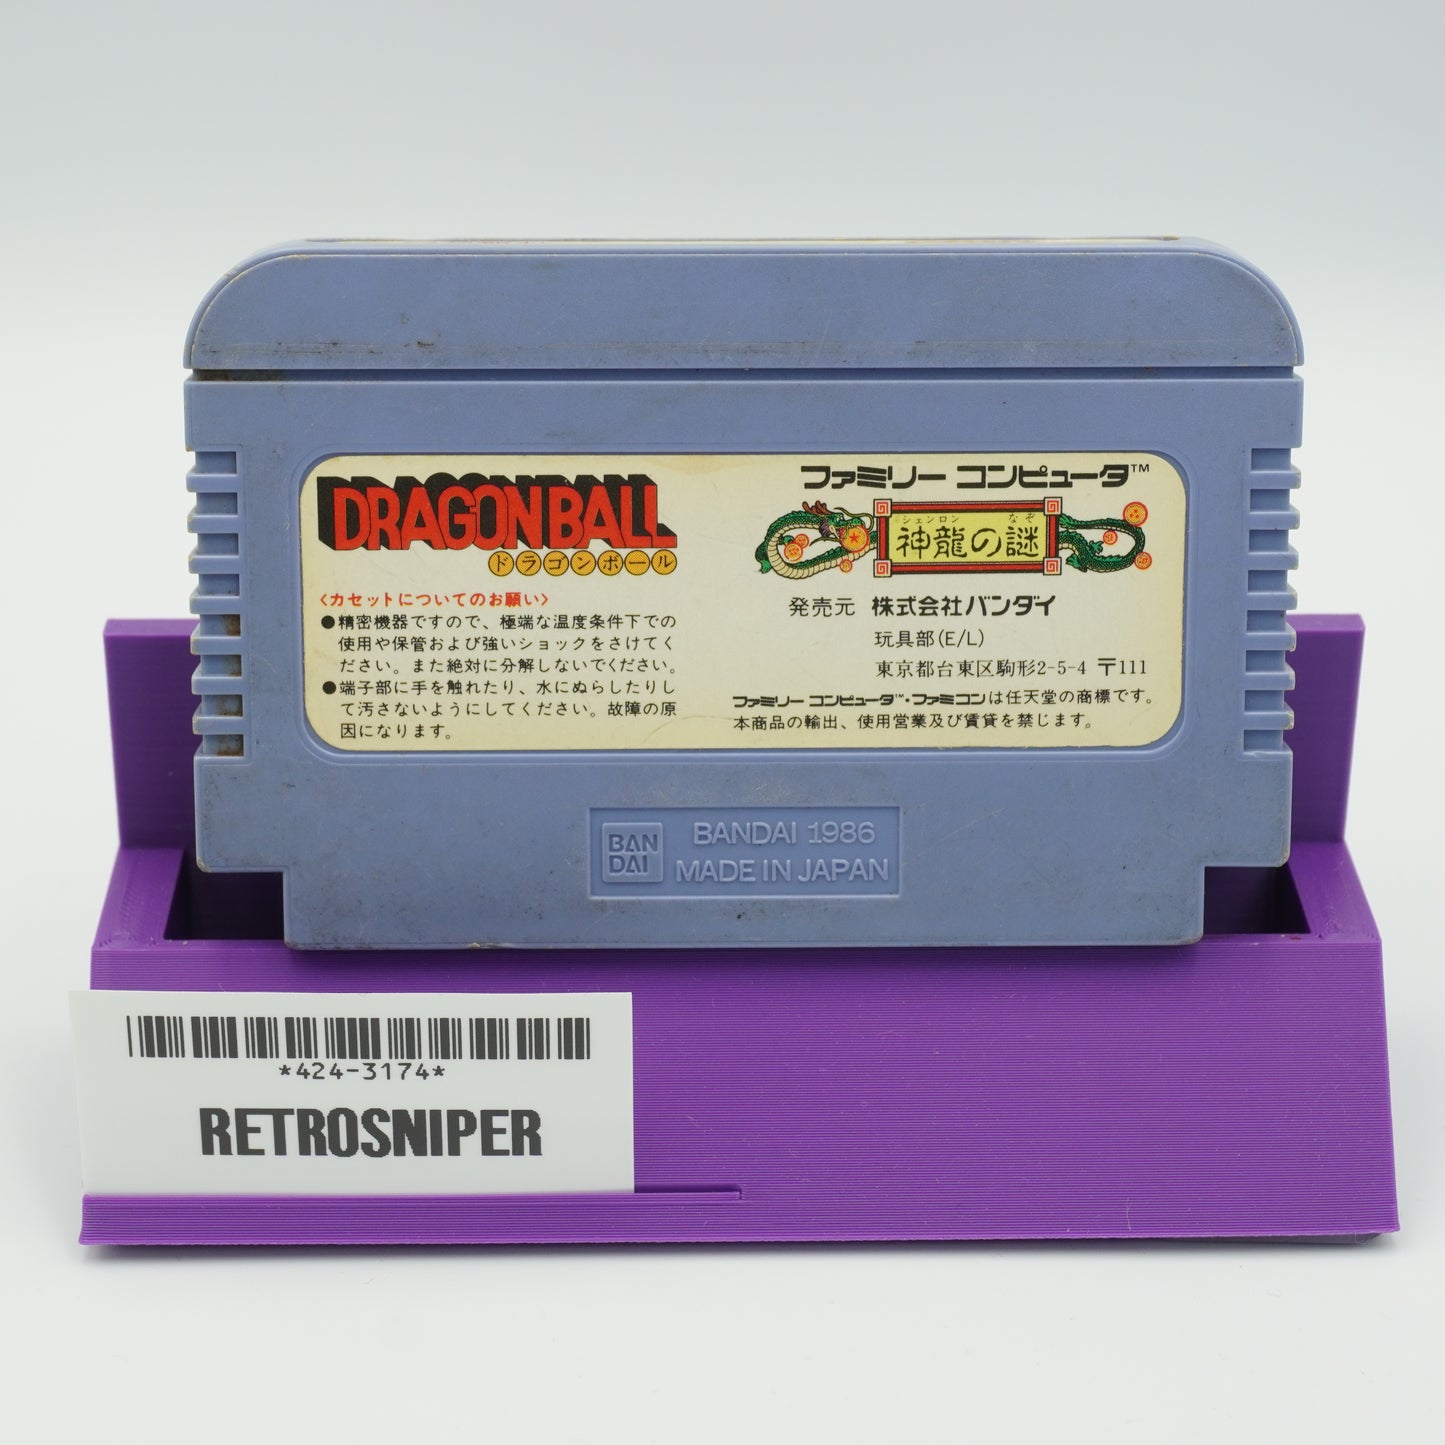 DRAGON BALL
ドラゴンボール
<カセットについてのお願い>
●精密機器ですので、極端な温度条件下での
使用や保管および強いショックをさけてく
ださい。また絶対に分解しないでください。
●端子部に手を触れたり、水にぬらしたりし
て汚さないようにしてください。故障の原
因になります。
ファミリー コンピュータ™
シェンロン なぞ
神龍の謎
発売元 株式会社バンダイ
玩具部(E/L)
東京都台東区駒形2-5-4 〒111
ファミリー コンピュータ™・ファミコンは任天堂の商標です。
本商品の輸出、使用営業及び賃貸を禁じます。
BAN
DAI
BANDAI 1986
MADE IN JAPAN
*424-3174*
RETROSNIPER